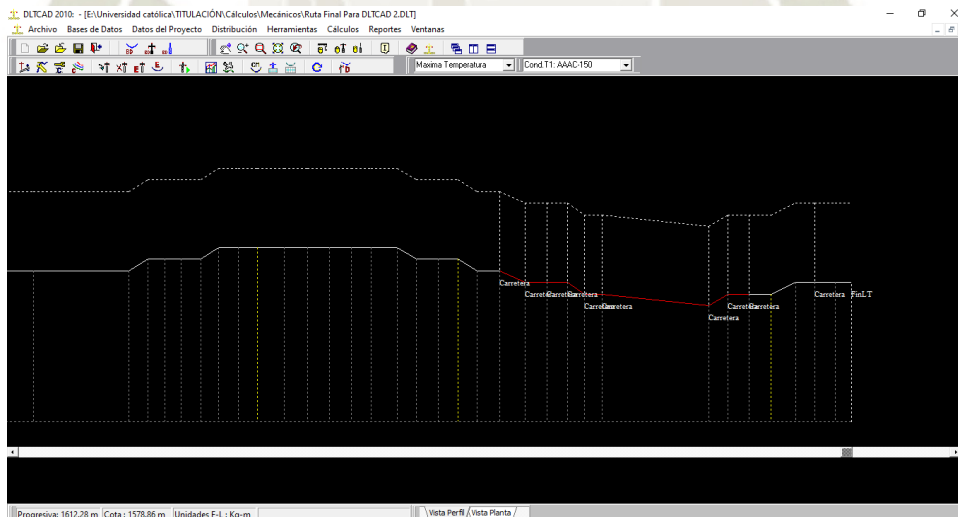 DLTCAD 2010: - [E:\Universidad católica\TITULACIÓN\Cálculos\Mecánicos\Ruta Final Para DLTCAD 2.DLT]
Archivo Bases de Datos Datos del Proyecto Distribución Herramientas Cálculos Reportes Ventanas
Maxima Temperatura Cond.T1: AAAC-150
Carretera
Carretera Carretera Carretera Carretera FinLT
Carretera Carretera Carretera Carretera
Carretera
Progresiva: 1612.28 m Cota : 1578.86 m Unidades F-L : Kg-m Vista Perfil Vista Planta